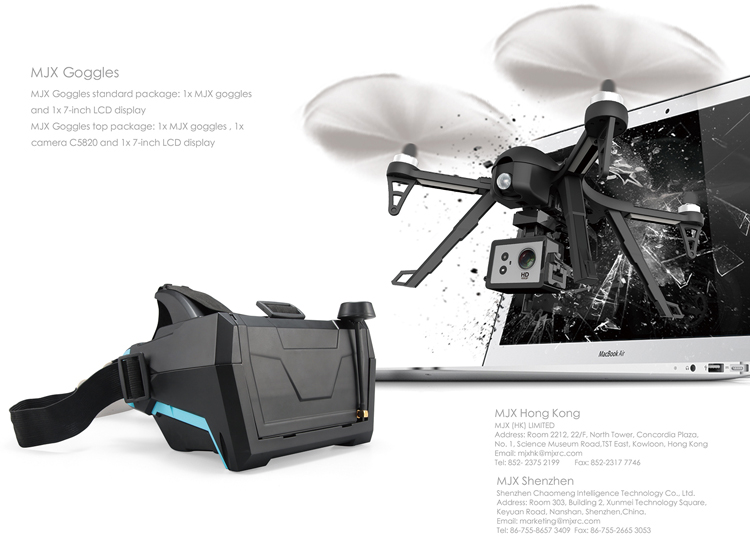 MJX Goggles
MJX Goggles standard package: 1x MJX goggles
and 1x 7-inch LCD display
MJX Goggles top package: 1x MJX goggles , 1x
camera C5820 and 1x 7-inch LCD display
HD
MacBook Air
MJX Hong Kong
MJX (HK) LIMITED
Address: Room 2212, 22/F, North Tower, Concordia Plaza,
No. 1, Science Museum Road,TST East, Kowloon, Hong Kong
Email: mjxhk@mjxrc.com
Tel: 852- 2375 2199 Fax: 852-2317 7746
MJX Shenzhen
Shenzhen Chaomeng Intelligence Technology Co., Ltd.
Address: Room 303, Building 2, Xunmei Technology Square,
Keyuan Road, Nanshan, Shenzhen,China.
Email: marketing@mjxrc.com
Tel: 86-755-8657 3409 Fax: 86-755-2665 3053